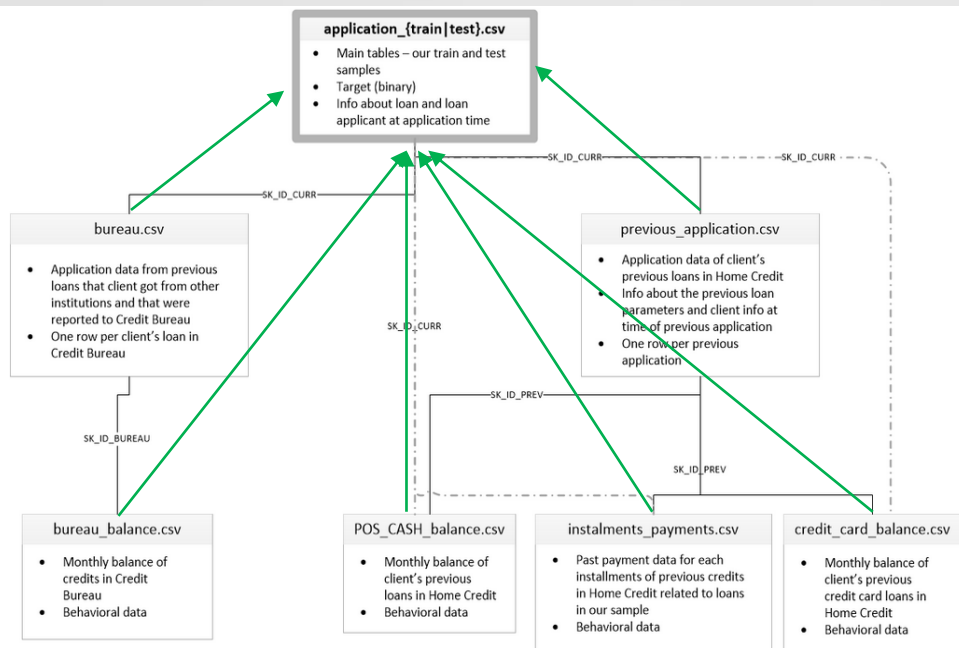 application_{train|test}.csv
Main tables – our train and test
samples
Target (binary)
Info about loan and loan
applicant at application time
SK_ID_CURR
SK_ID_CURR
SK_ID_CURR
bureau.csv
Application data from previous
loans that client got from other
institutions and that were
reported to Credit Bureau
One row per client's loan in
Credit Bureau
previous_application.csv
Application data of client's
previous loans in Home Credit
Info about the previous loan
parameters and client info at
time of previous application
One row per previous
application
SK_ID_CURR
SK_ID_PREV
SK_ID_BUREAU
SK_ID_PREV
bureau_balance.csv
Monthly balance of
credits in Credit
Bureau
Behavioral data
POS_CASH_balance.csv
Monthly balance of
client's previous
loans in Home Credit
Behavioral data
instalments_payments.csv
Past payment data for each
installments of previous credits
in Home Credit related to loans
in our sample
Behavioral data
credit_card_balance.csv
Monthly balance of
client's previous
credit card loans in
Home Credit
Behavioral data